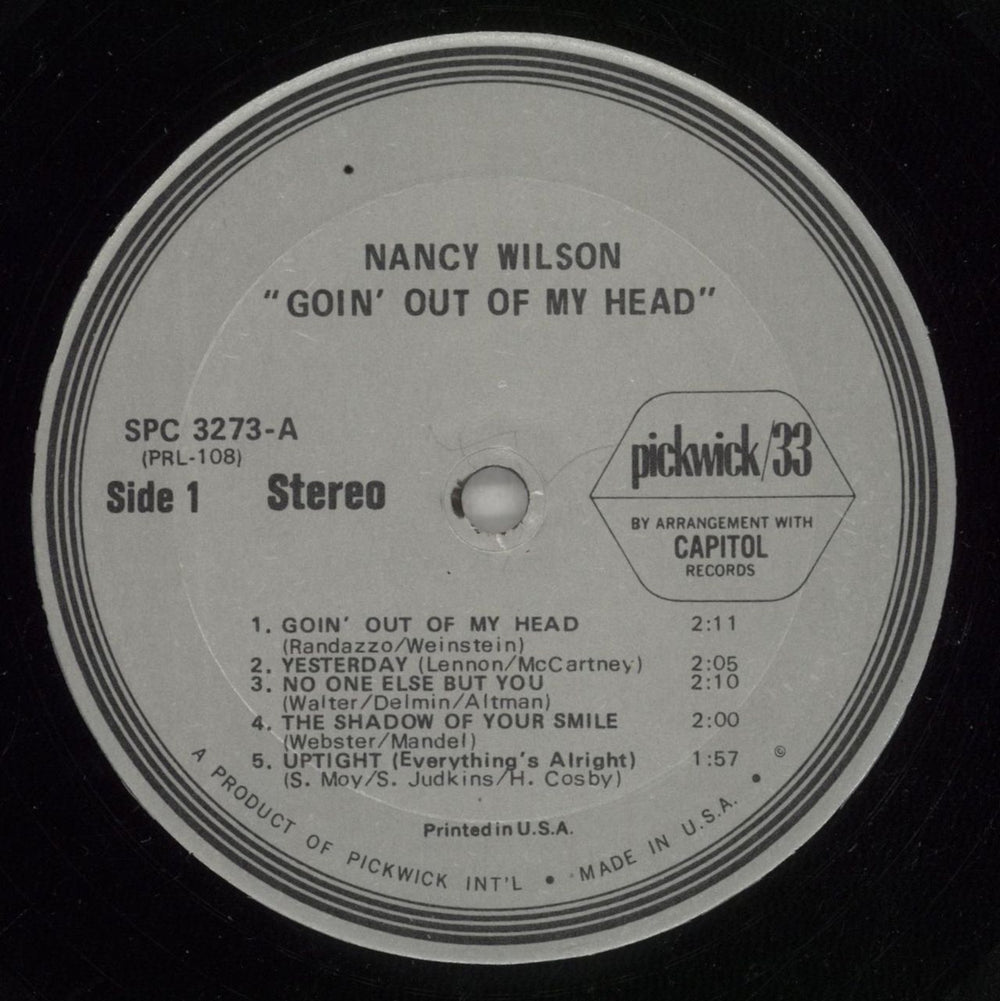 NANCY WILSON
"GOIN' OUT OF MY HEAD"
SPC 3273-A
(PRL-108)
Side 1 Stereo
pickwick/33
BY ARRANGEMENT WITH
CAPITOL
RECORDS
1. GOIN' OUT OF MY HEAD 2:11
(Randazzo/Weinstein)
2. YESTERDAY (Lennon/McCartney) 2:05
3. NO ONE ELSE BUT YOU 2:10
(Walter/Delmin/Altman)
4. THE SHADOW OF YOUR SMILE 2:00
(Webster/Mandel)
5. UPTIGHT (Everything's Alright) 1:57
(S. Moy/S. Judkins/H. Cosby)
Printed in U.S.A.
A PRODUCT OF PICKWICK INT'L • MADE IN U.S.A. • ©